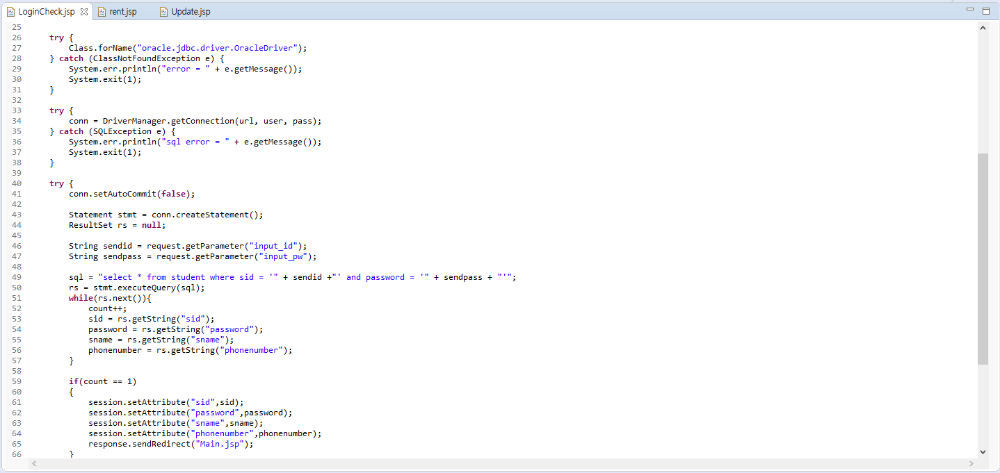 LoginCheck.jsp rent.jsp Update.jsp
25
26 try {
27 Class.forName("oracle.jdbc.driver.OracleDriver");
28 } catch (ClassNotFoundException e) {
29 System.err.println("error = " + e.getMessage());
30 System.exit(1);
31 }
32
33 try {
34 conn = DriverManager.getConnection(url, user, pass);
35 } catch (SQLException e) {
36 System.err.println("sql error = " + e.getMessage());
37 System.exit(1);
38 }
39
40 try {
41 conn.setAutoCommit(false);
42
43 Statement stmt = conn.createStatement();
44 ResultSet rs = null;
45
46 String sendid = request.getParameter("input_id");
47 String sendpass = request.getParameter("input_pw");
48
49 sql = "select * from student where sid = '" + sendid +"' and password = '" + sendpass + "'";
50 rs = stmt.executeQuery(sql);
51 while(rs.next()){
52 count++;
53 sid = rs.getString("sid");
54 password = rs.getString("password");
55 sname = rs.getString("sname");
56 phonenumber = rs.getString("phonenumber");
57 }
58
59 if(count == 1)
60 {
61 session.setAttribute("sid",sid);
62 session.setAttribute("password",password);
63 session.setAttribute("sname",sname);
64 session.setAttribute("phonenumber",phonenumber);
65 response.sendRedirect("Main.jsp");
66 }